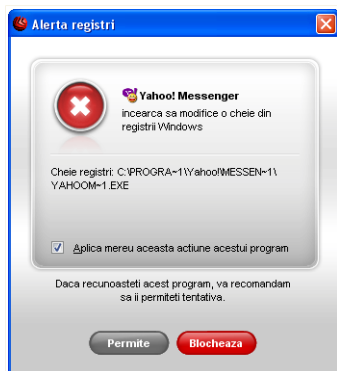 Alerta registri
Yahoo! Messenger
incearca sa modifice o cheie din
registrii Windows
Cheie registri: C:\PROGRA~1\Yahoo!\MESSEN~1\
YAHOOM~1.EXE
Aplica mereu aceasta actiune acestui program
Daca recunoasteti acest program, va recomandam
sa ii permiteti tentativa.
Permite
Blocheaza